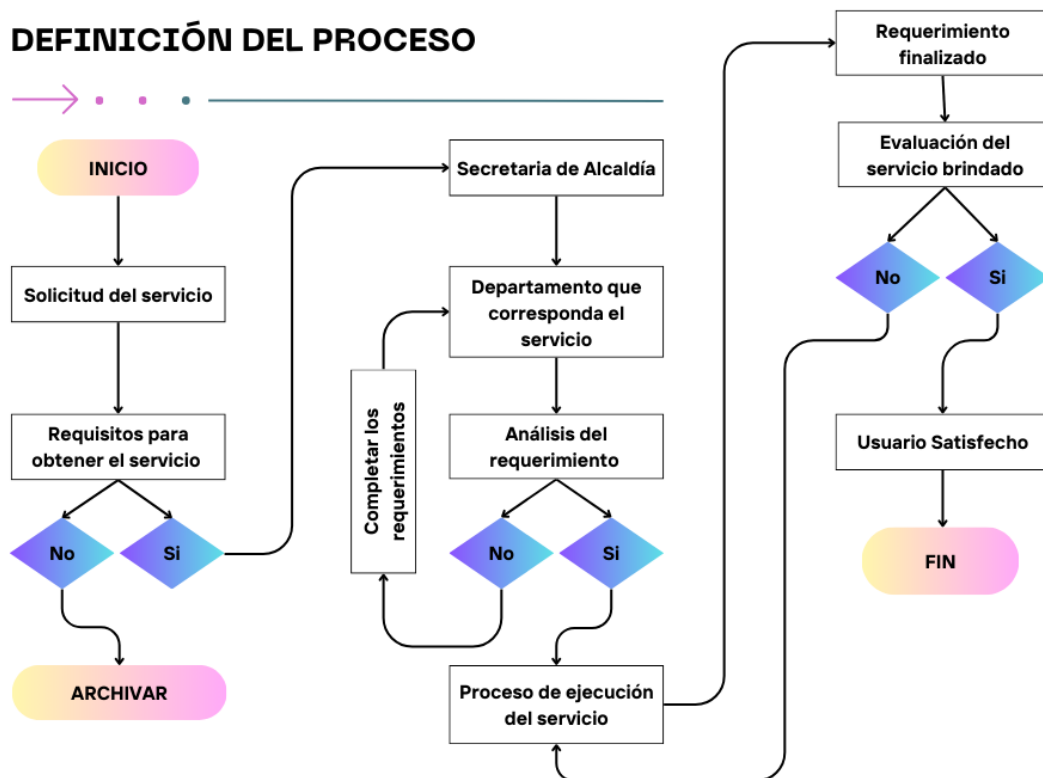 DEFINICIÓN DEL PROCESO
INICIO
Solicitud del servicio
Requisitos para
obtener el servicio
No
Si
ARCHIVAR
Secretaria de Alcaldía
Departamento que
corresponda el
servicio
Completar los
requerimientos
Análisis del
requerimiento
No
Si
Proceso de ejecución
del servicio
Requerimiento
finalizado
Evaluación del
servicio brindado
No
Si
Usuario Satisfecho
FIN